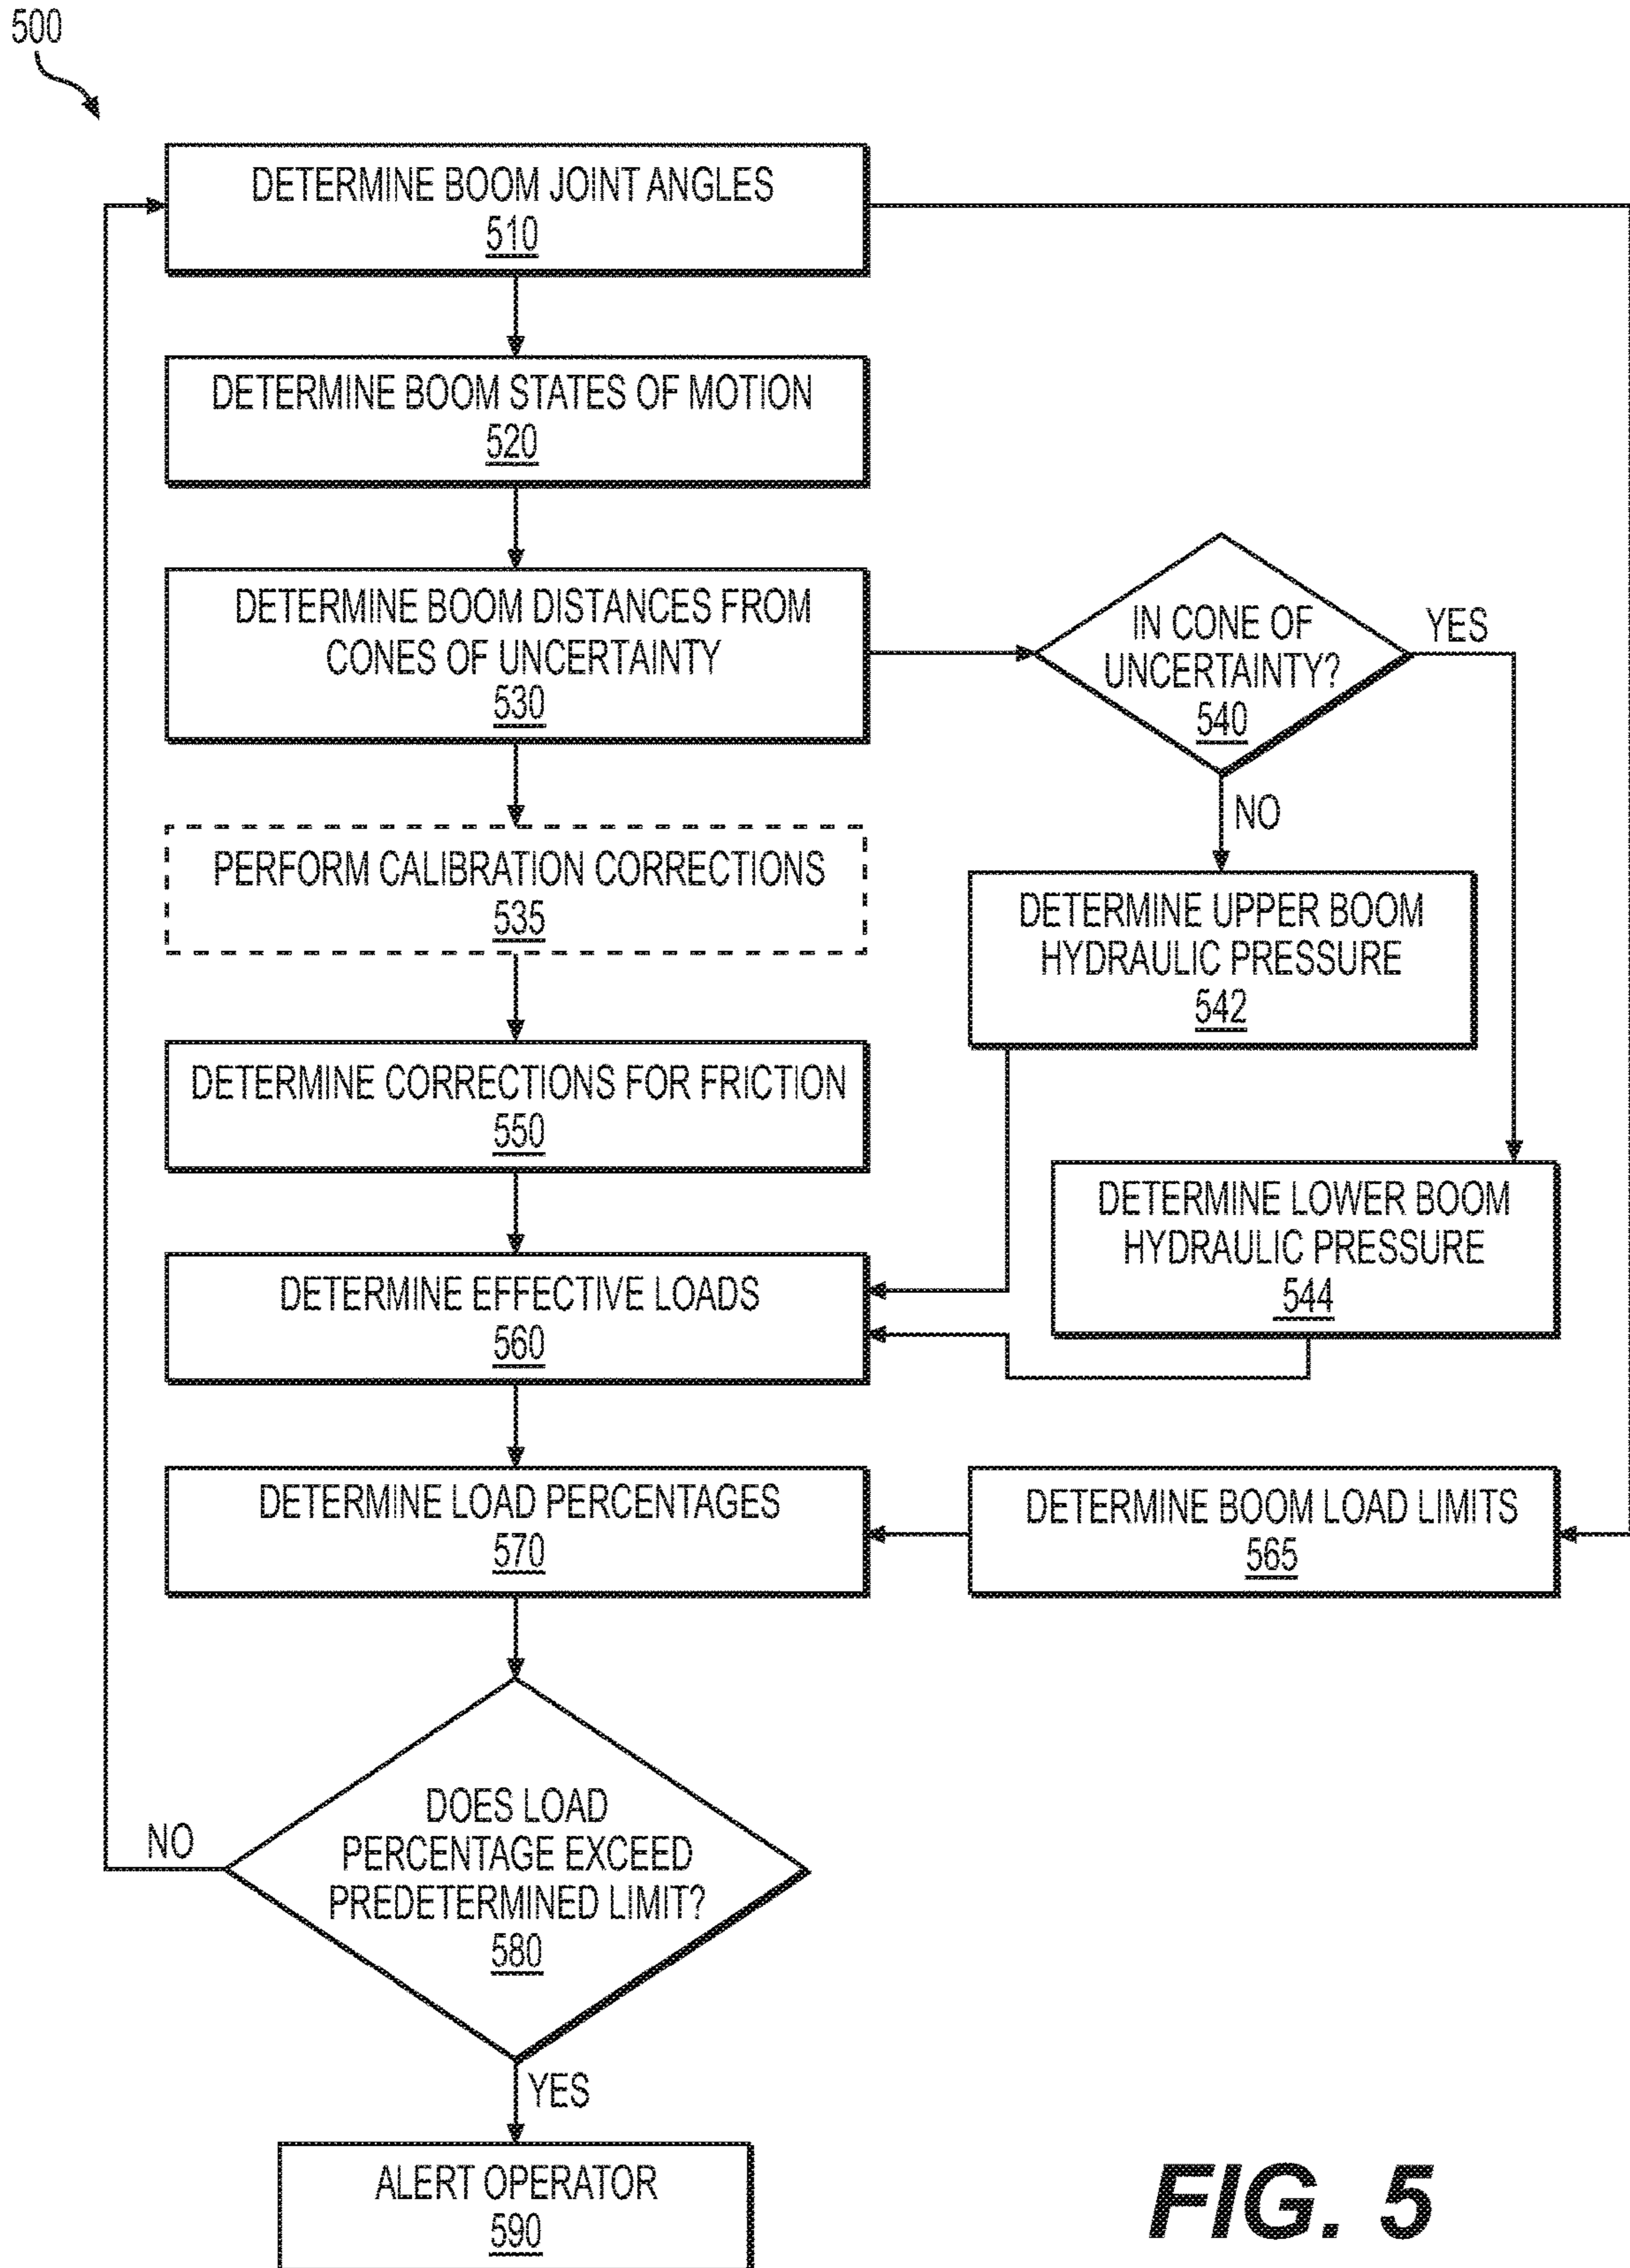 500
DETERMINE BOOM JOINT ANGLES
510
DETERMINE BOOM STATES OF MOTION
520
DETERMINE BOOM DISTANCES FROM
CONES OF UNCERTAINTY
530
IN CONE OF
UNCERTAINTY?
540
YES
NO
PERFORM CALIBRATION CORRECTIONS
535
DETERMINE UPPER BOOM
HYDRAULIC PRESSURE
542
DETERMINE CORRECTIONS FOR FRICTION
550
DETERMINE LOWER BOOM
HYDRAULIC PRESSURE
544
DETERMINE EFFECTIVE LOADS
560
DETERMINE LOAD PERCENTAGES
570
DETERMINE BOOM LOAD LIMITS
565
DOES LOAD
PERCENTAGE EXCEED
PREDETERMINED LIMIT?
580
NO
YES
ALERT OPERATOR
590
FIG. 5